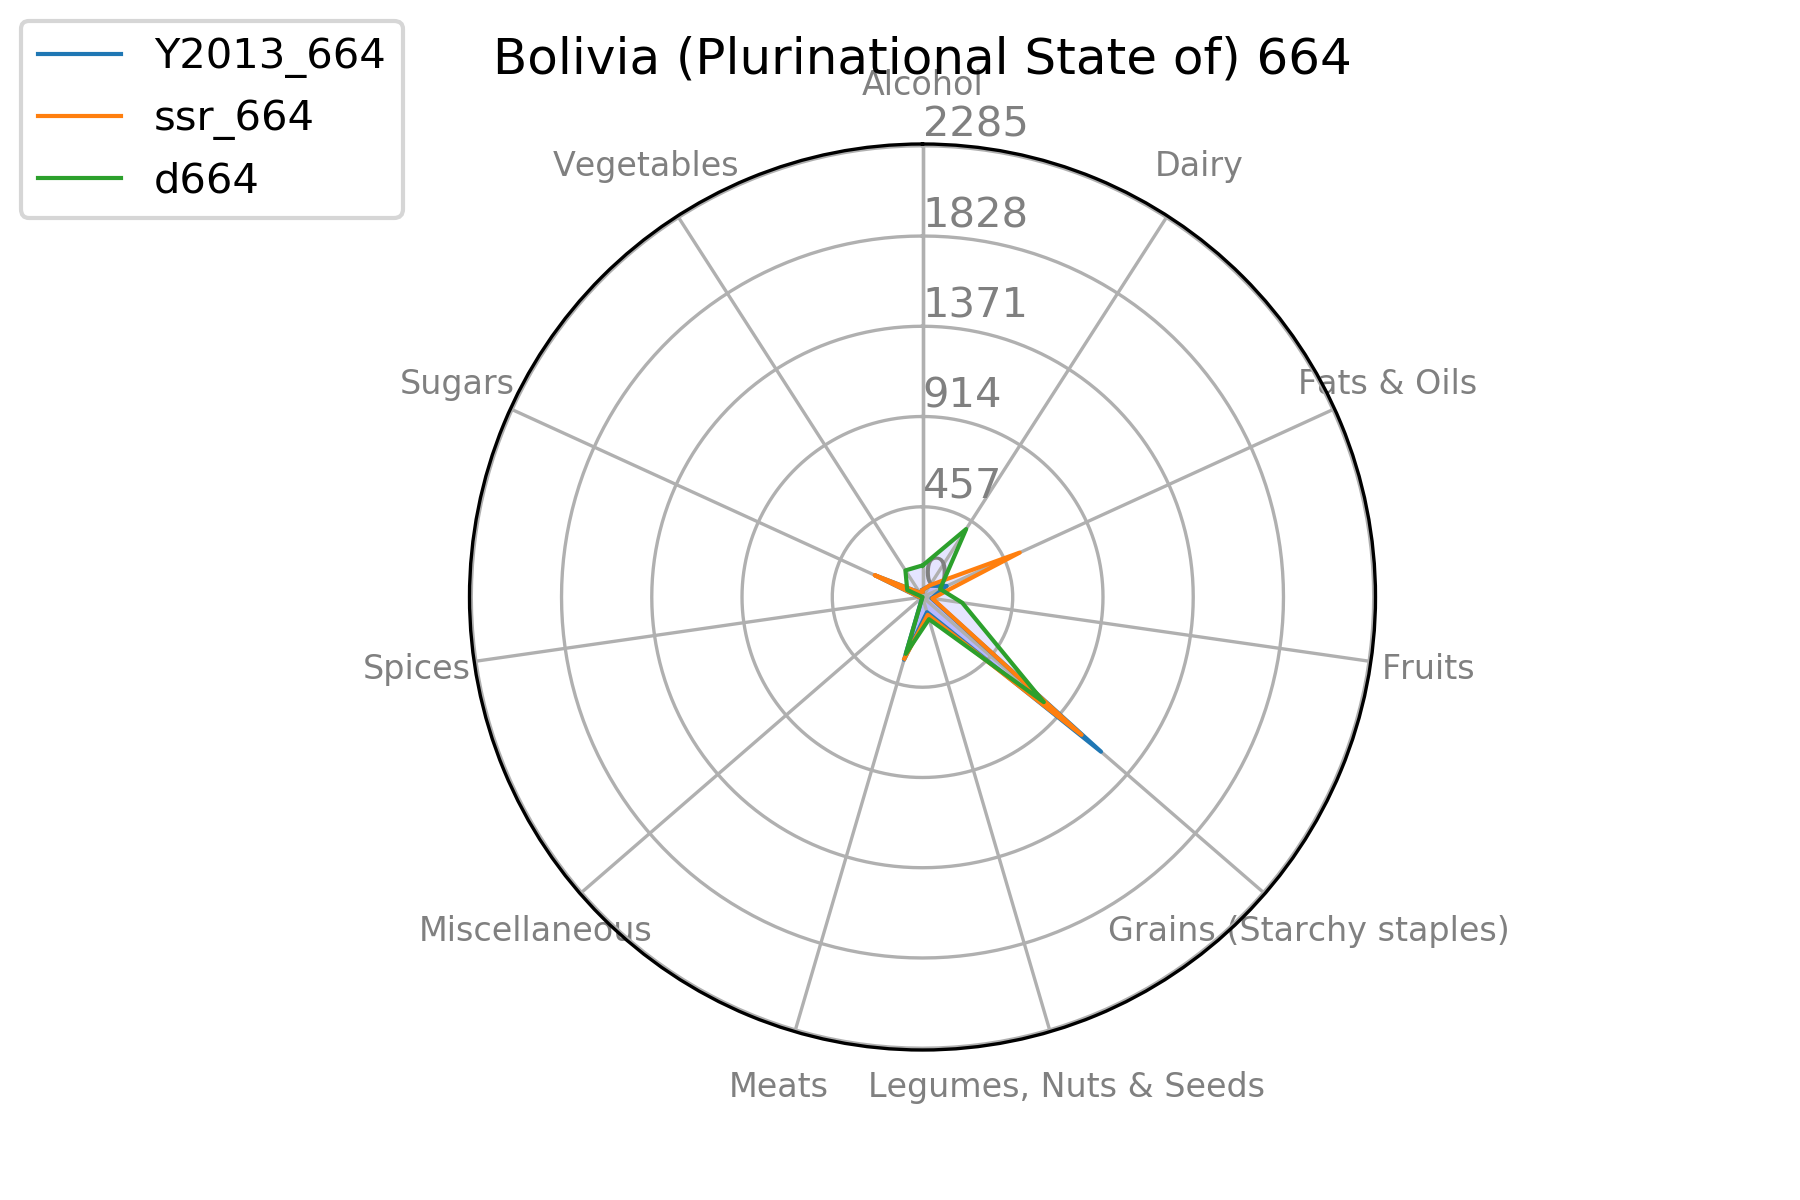 Y2013_664
ssr_664
d664
Bolivia (Plurinational State of) 664
Alcohol
2285
1828
1371
914
457
0
Vegetables
Dairy
Sugars
Fats & Oils
Spices
Fruits
Miscellaneous
Grains (Starchy staples)
Meats
Legumes, Nuts & Seeds